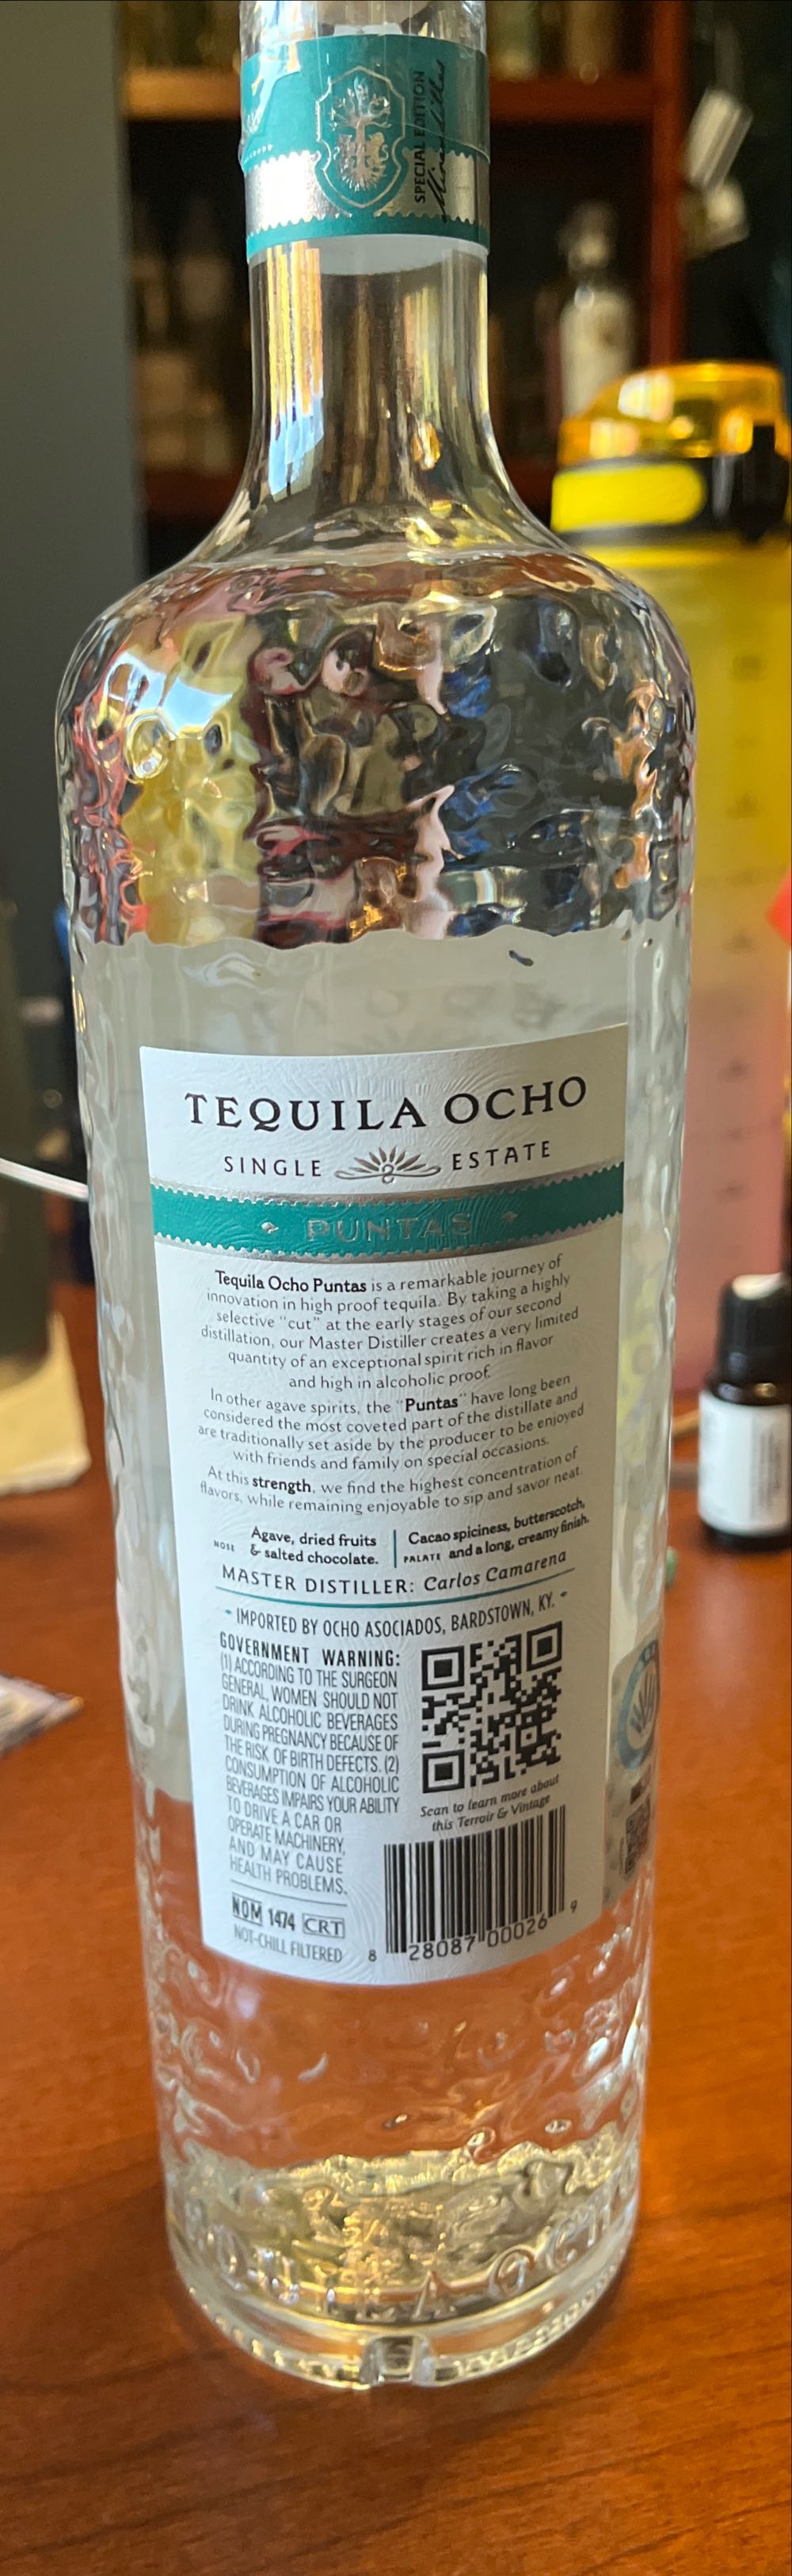 SPECIAL EDITION
TEQUILA OCHO
SINGLE ESTATE
PUNTAS
Tequila Ocho Puntas is a remarkable journey of
innovation in high proof tequila. By taking a highly
selective "cut" at the early stages of our second
distillation, our Master Distiller creates a very limited
quantity of an exceptional spirit rich in flavor
and high in alcoholic proof.
In other agave spirits, the "Puntas" have long been
considered the most coveted part of the distillate and
are traditionally set aside by the producer to be enjoyed
with friends and family on special occasions.
At this strength, we find the highest concentration of
flavors, while remaining enjoyable to sip and savor neat.
NOSE Agave, dried fruits
& salted chocolate.
PALATE Cacao spiciness, butterscotch,
and a long, creamy finish.
MASTER DISTILLER: Carlos Camarena
- IMPORTED BY OCHO ASOCIADOS, BARDSTOWN, KY. -
GOVERNMENT WARNING:
(1) ACCORDING TO THE SURGEON
GENERAL, WOMEN SHOULD NOT
DRINK ALCOHOLIC BEVERAGES
DURING PREGNANCY BECAUSE OF
THE RISK OF BIRTH DEFECTS. (2)
CONSUMPTION OF ALCOHOLIC
BEVERAGES IMPAIRS YOUR ABILITY
TO DRIVE A CAR OR
OPERATE MACHINERY,
AND MAY CAUSE
HEALTH PROBLEMS.
Scan to learn more about
this Terroir & Vintage
NOM 1474 CRT
NOT-CHILL FILTERED
8 28087 00026 9